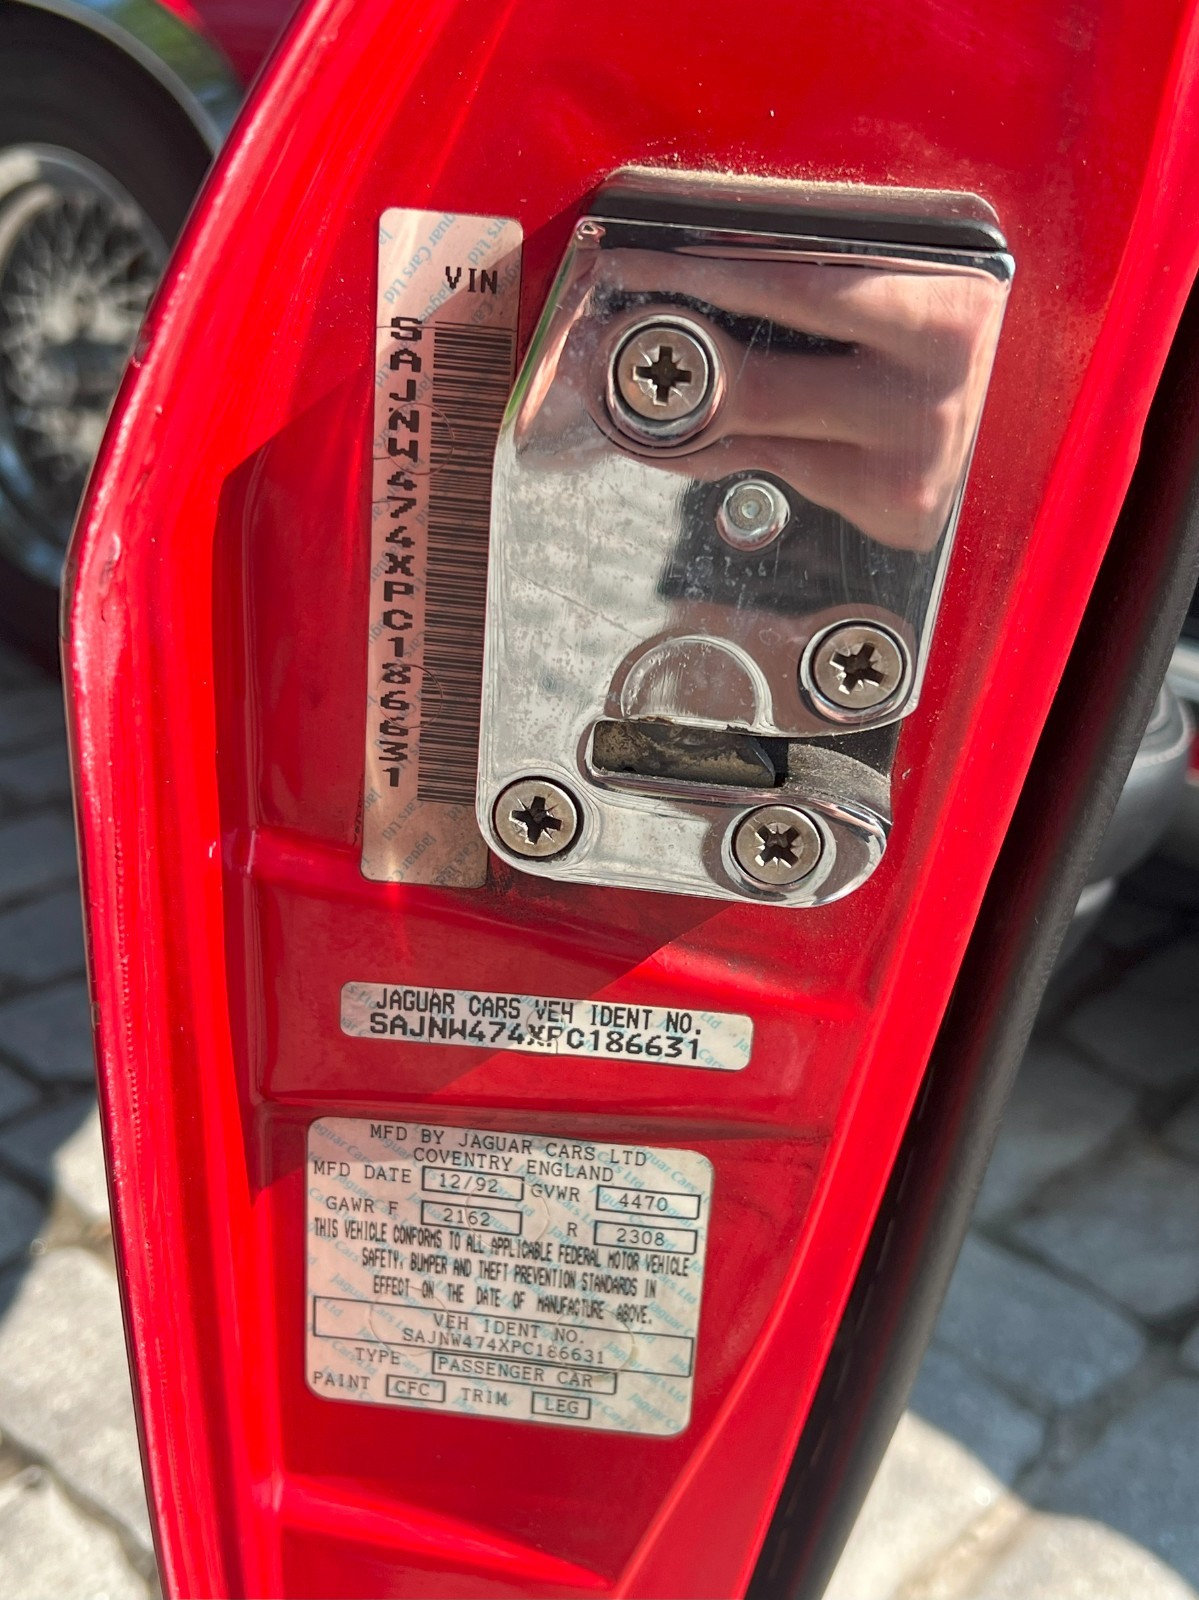 VIN
SAJNW474XPC186631
JAGUAR CARS VEH IDENT NO.
SAJNW474XPC186631
MFD BY JAGUAR CARS LTD
COVENTRY ENGLAND
MFD DATE 12/92 GVWR 4470
GAWR F 2162 R 2308
THIS VEHICLE CONFORMS TO ALL APPLICABLE FEDERAL MOTOR VEHICLE
SAFETY, BUMPER AND THEFT PREVENTION STANDARDS IN
EFFECT ON THE DATE OF MANUFACTURE ABOVE.
VEH IDENT NO.
SAJNW474XPC186631
TYPE PASSENGER CAR
PAINT CFC TRIM LEG